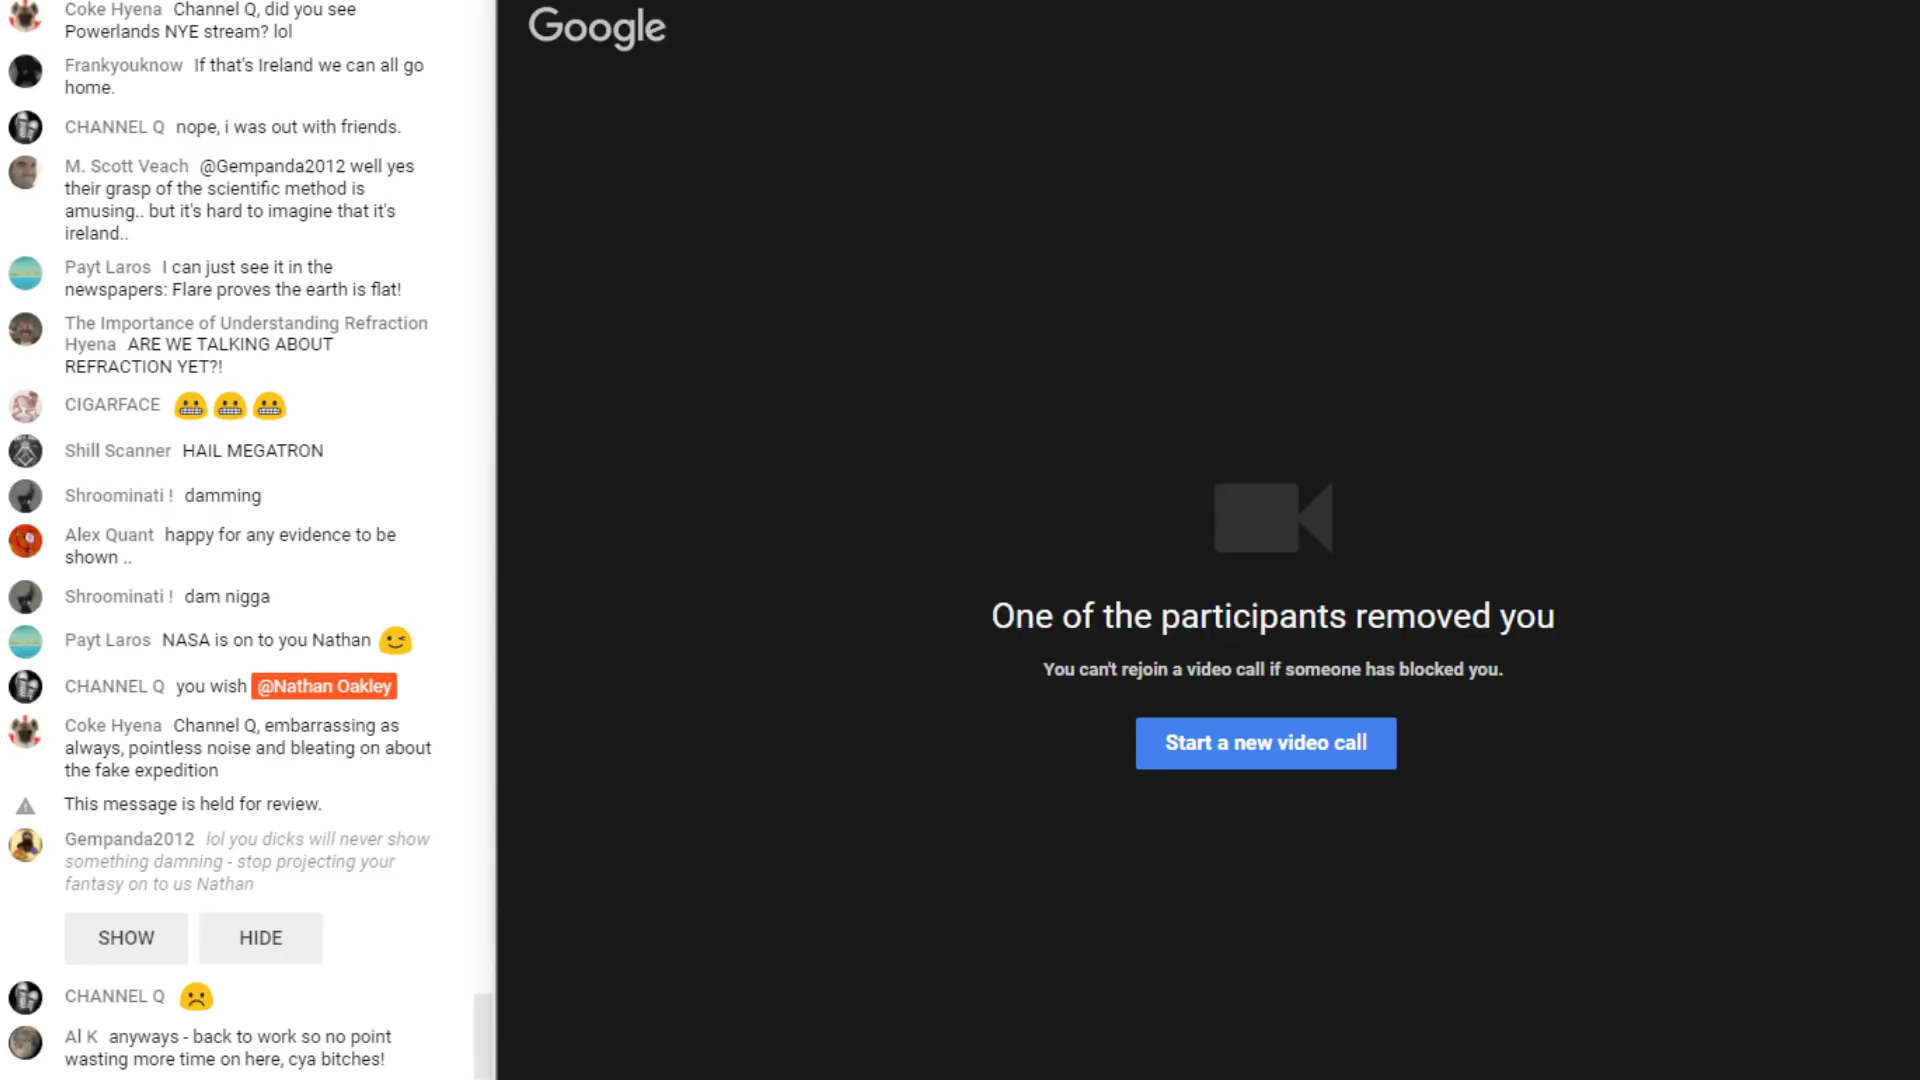 Coke Hyena Channel Q, did you see
Powerlands NYE stream? lol
Frankyouknow If that's Ireland we can all go
home.
CHANNEL Q nope, i was out with friends.
M. Scott Veach @Gempanda2012 well yes
their grasp of the scientific method is
amusing.. but it's hard to imagine that it's
ireland..
Payt Laros I can just see it in the
newspapers: Flare proves the earth is flat!
The Importance of Understanding Refraction
Hyena ARE WE TALKING ABOUT
REFRACTION YET?!
CIGARFACE 😬😬😬
Shill Scanner HAIL MEGATRON
Shroominati ! damming
Alex Quant happy for any evidence to be
shown ..
Shroominati ! dam nigga
Payt Laros NASA is on to you Nathan 😉
CHANNEL Q you wish @Nathan Oakley
Coke Hyena Channel Q, embarrassing as
always, pointless noise and bleating on about
the fake expedition
This message is held for review.
Gempanda2012 lol you dicks will never show
something damning - stop projecting your
fantasy on to us Nathan
SHOW HIDE
CHANNEL Q ☹️
Al K anyways - back to work so no point
wasting more time on here, cya bitches!
Google
One of the participants removed you
You can't rejoin a video call if someone has blocked you.
Start a new video call